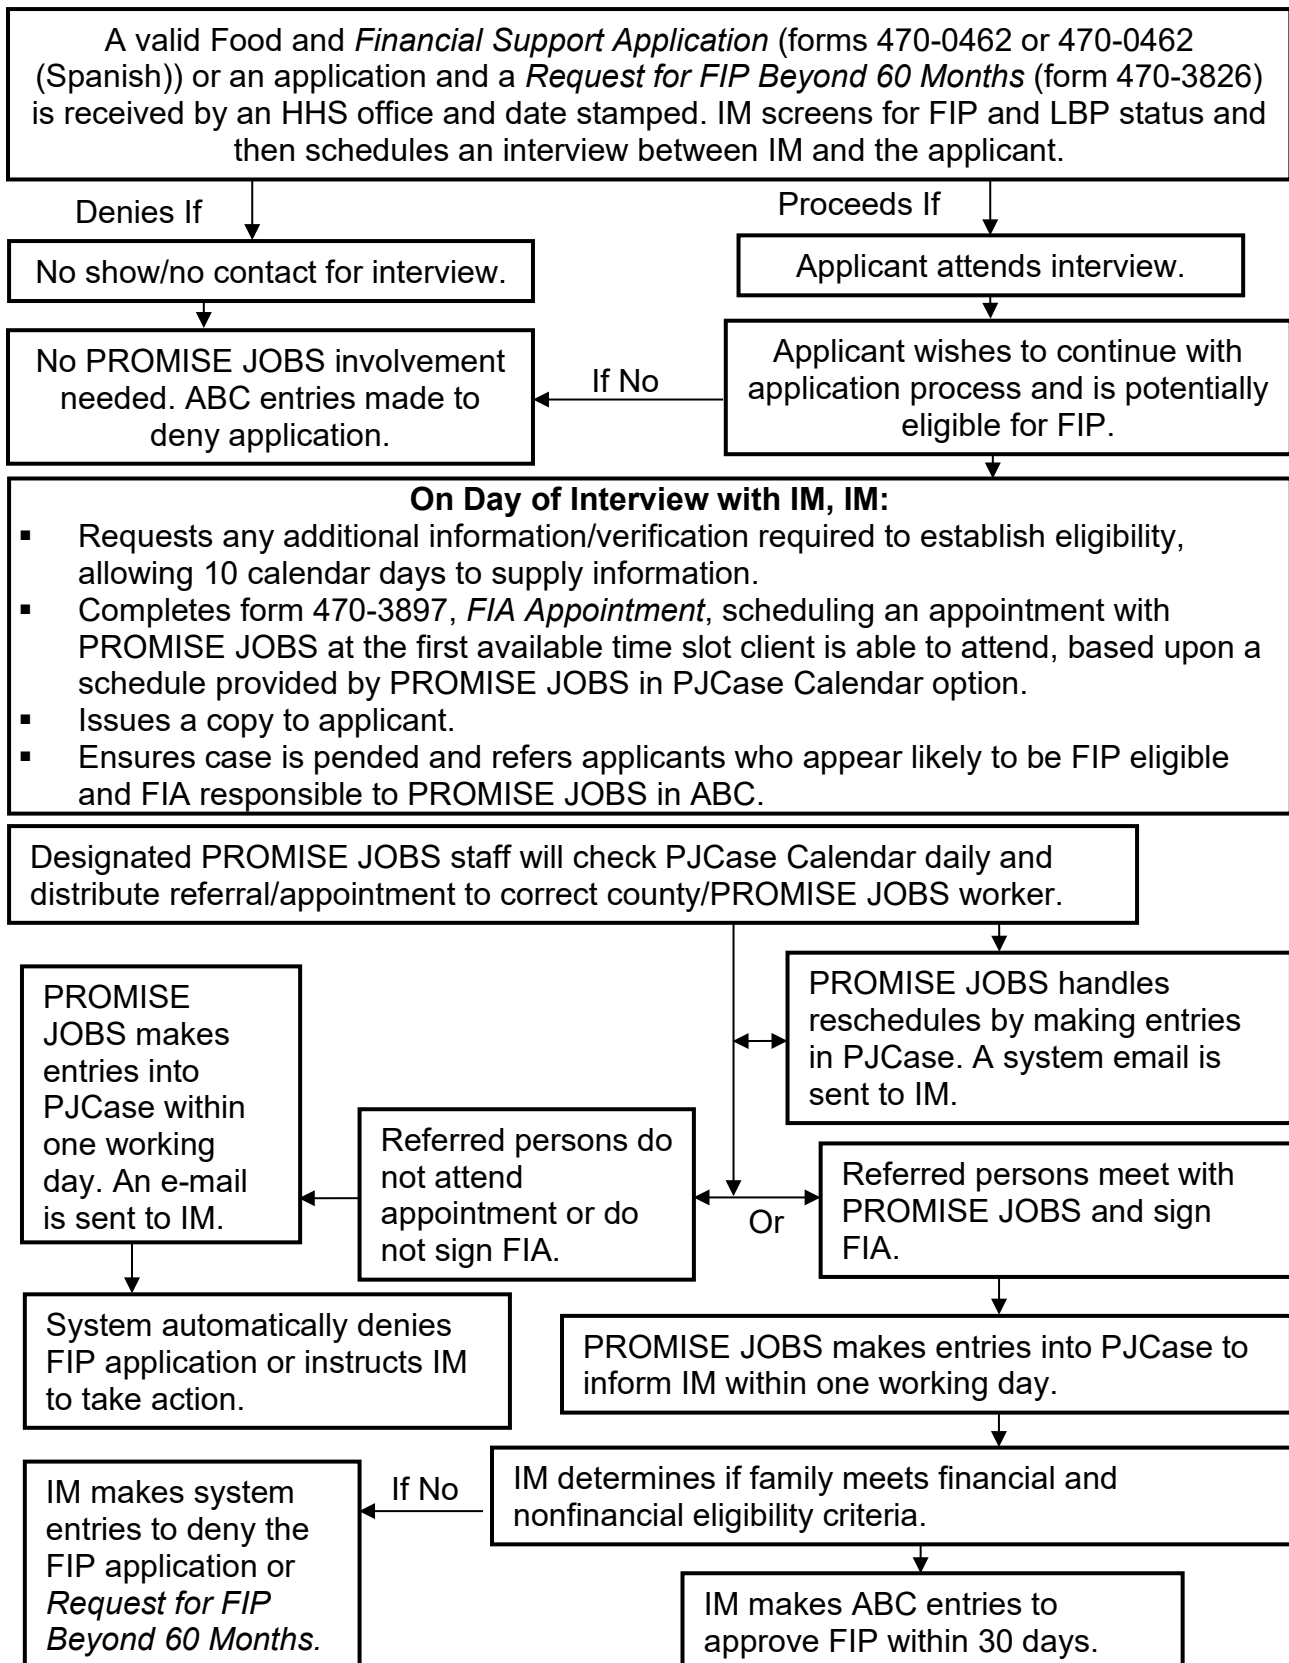 A valid Food and Financial Support Application (forms 470-0462 or 470-0462
(Spanish)) or an application and a Request for FIP Beyond 60 Months (form 470-3826)
is received by an HHS office and date stamped. IM screens for FIP and LBP status and
then schedules an interview between IM and the applicant.
Denies If
Proceeds If
No show/no contact for interview.
Applicant attends interview.
No PROMISE JOBS involvement
needed. ABC entries made to
deny application.
If No
Applicant wishes to continue with
application process and is potentially
eligible for FIP.
On Day of Interview with IM, IM:
▪ Requests any additional information/verification required to establish eligibility,
allowing 10 calendar days to supply information.
▪ Completes form 470-3897, FIA Appointment, scheduling an appointment with
PROMISE JOBS at the first available time slot client is able to attend, based upon a
schedule provided by PROMISE JOBS in PJCase Calendar option.
▪ Issues a copy to applicant.
▪ Ensures case is pended and refers applicants who appear likely to be FIP eligible
and FIA responsible to PROMISE JOBS in ABC.
Designated PROMISE JOBS staff will check PJCase Calendar daily and
distribute referral/appointment to correct county/PROMISE JOBS worker.
PROMISE JOBS handles
reschedules by making entries
in PJCase. A system email is
sent to IM.
PROMISE
JOBS makes
entries into
PJCase within
one working
day. An e-mail
is sent to IM.
Referred persons do
not attend
appointment or do
not sign FIA.
Or
Referred persons meet with
PROMISE JOBS and sign
FIA.
System automatically denies
FIP application or instructs IM
to take action.
PROMISE JOBS makes entries into PJCase to
inform IM within one working day.
IM determines if family meets financial and
nonfinancial eligibility criteria.
If No
IM makes system
entries to deny the
FIP application or
Request for FIP
Beyond 60 Months.
IM makes ABC entries to
approve FIP within 30 days.